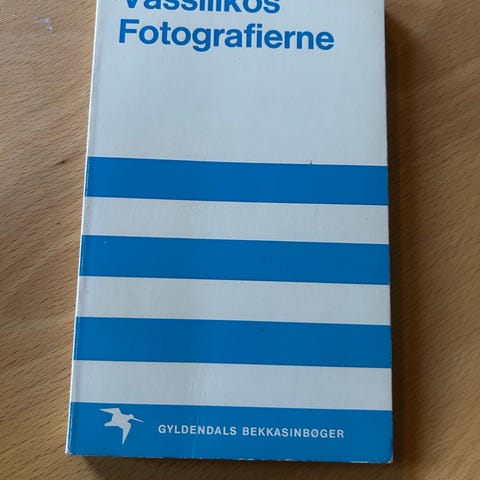 Vassilikos
Fotografierne
GYLDENDALS BEKKASINBØGER